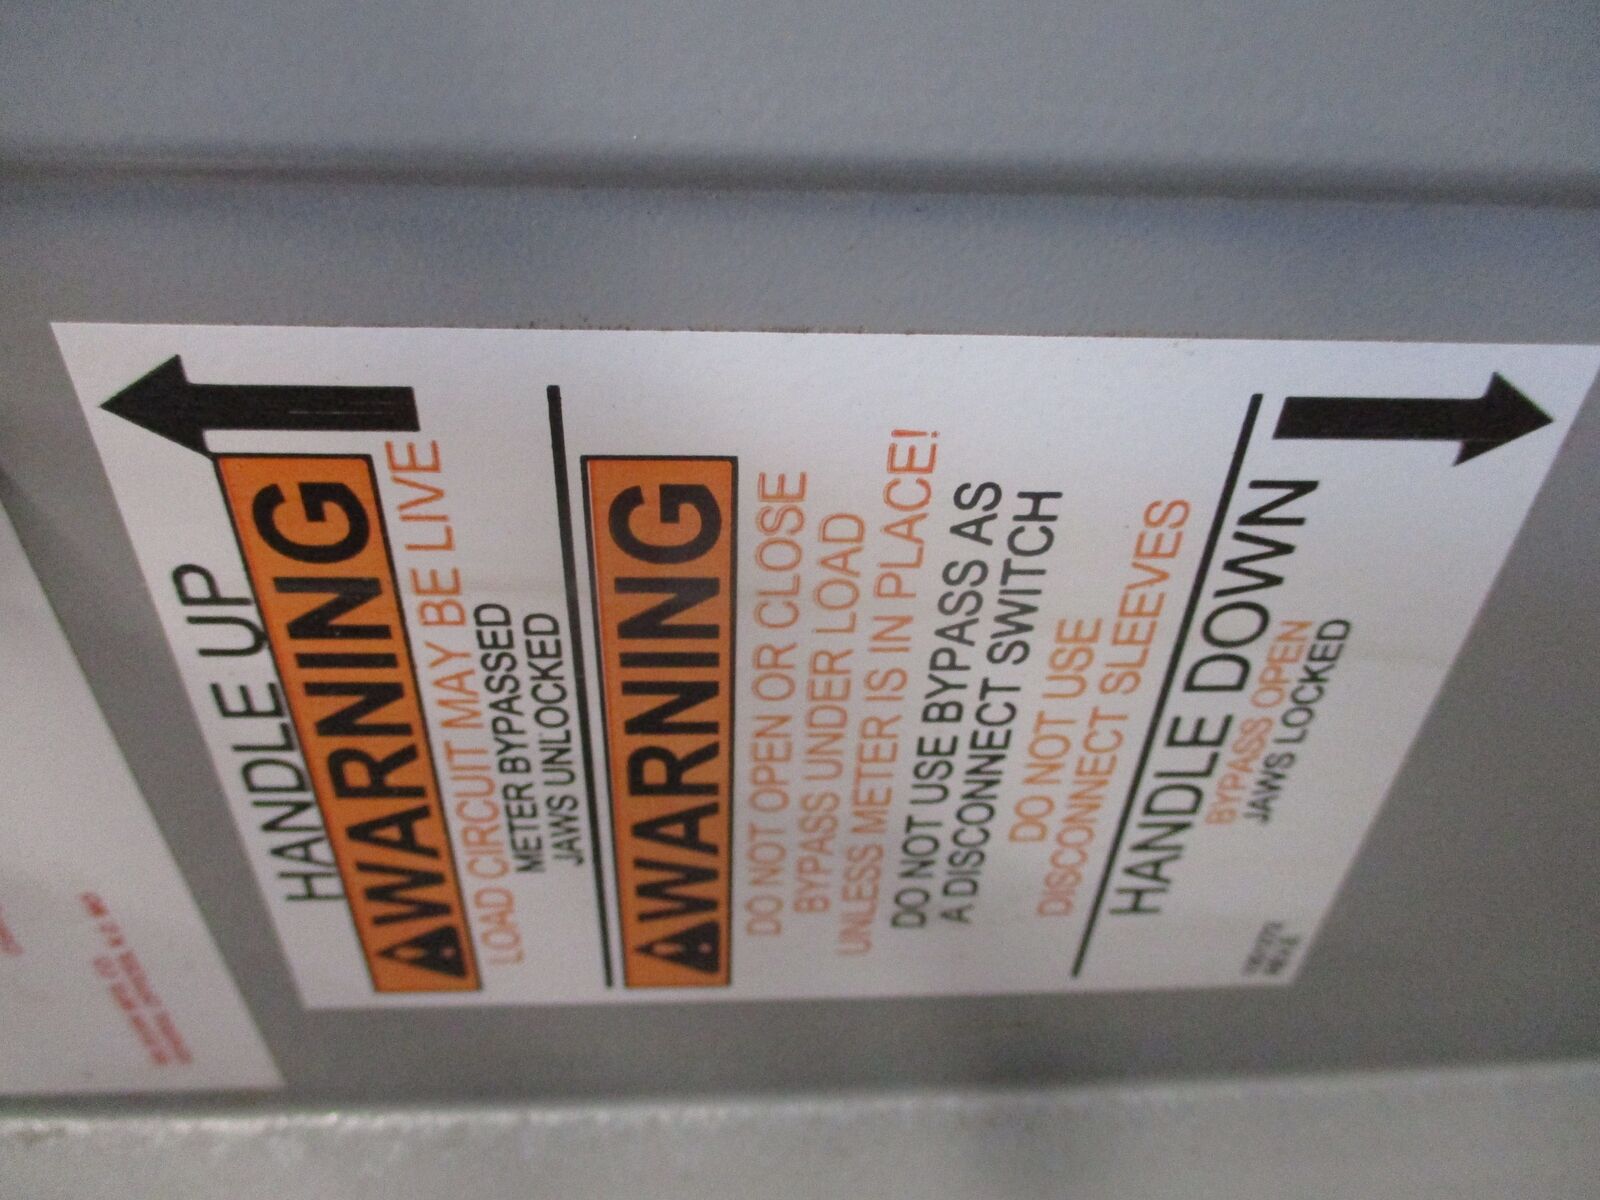 HANDLE UP
WARNING
LOAD CIRCUIT MAY BE LIVE
METER BYPASSED
JAWS UNLOCKED
WARNING
DO NOT OPEN OR CLOSE
BYPASS UNDER LOAD
UNLESS METER IS IN PLACE!
DO NOT USE BYPASS AS
A DISCONNECT SWITCH
DO NOT USE
DISCONNECT SLEEVES
HANDLE DOWN
BYPASS OPEN
JAWS LOCKED